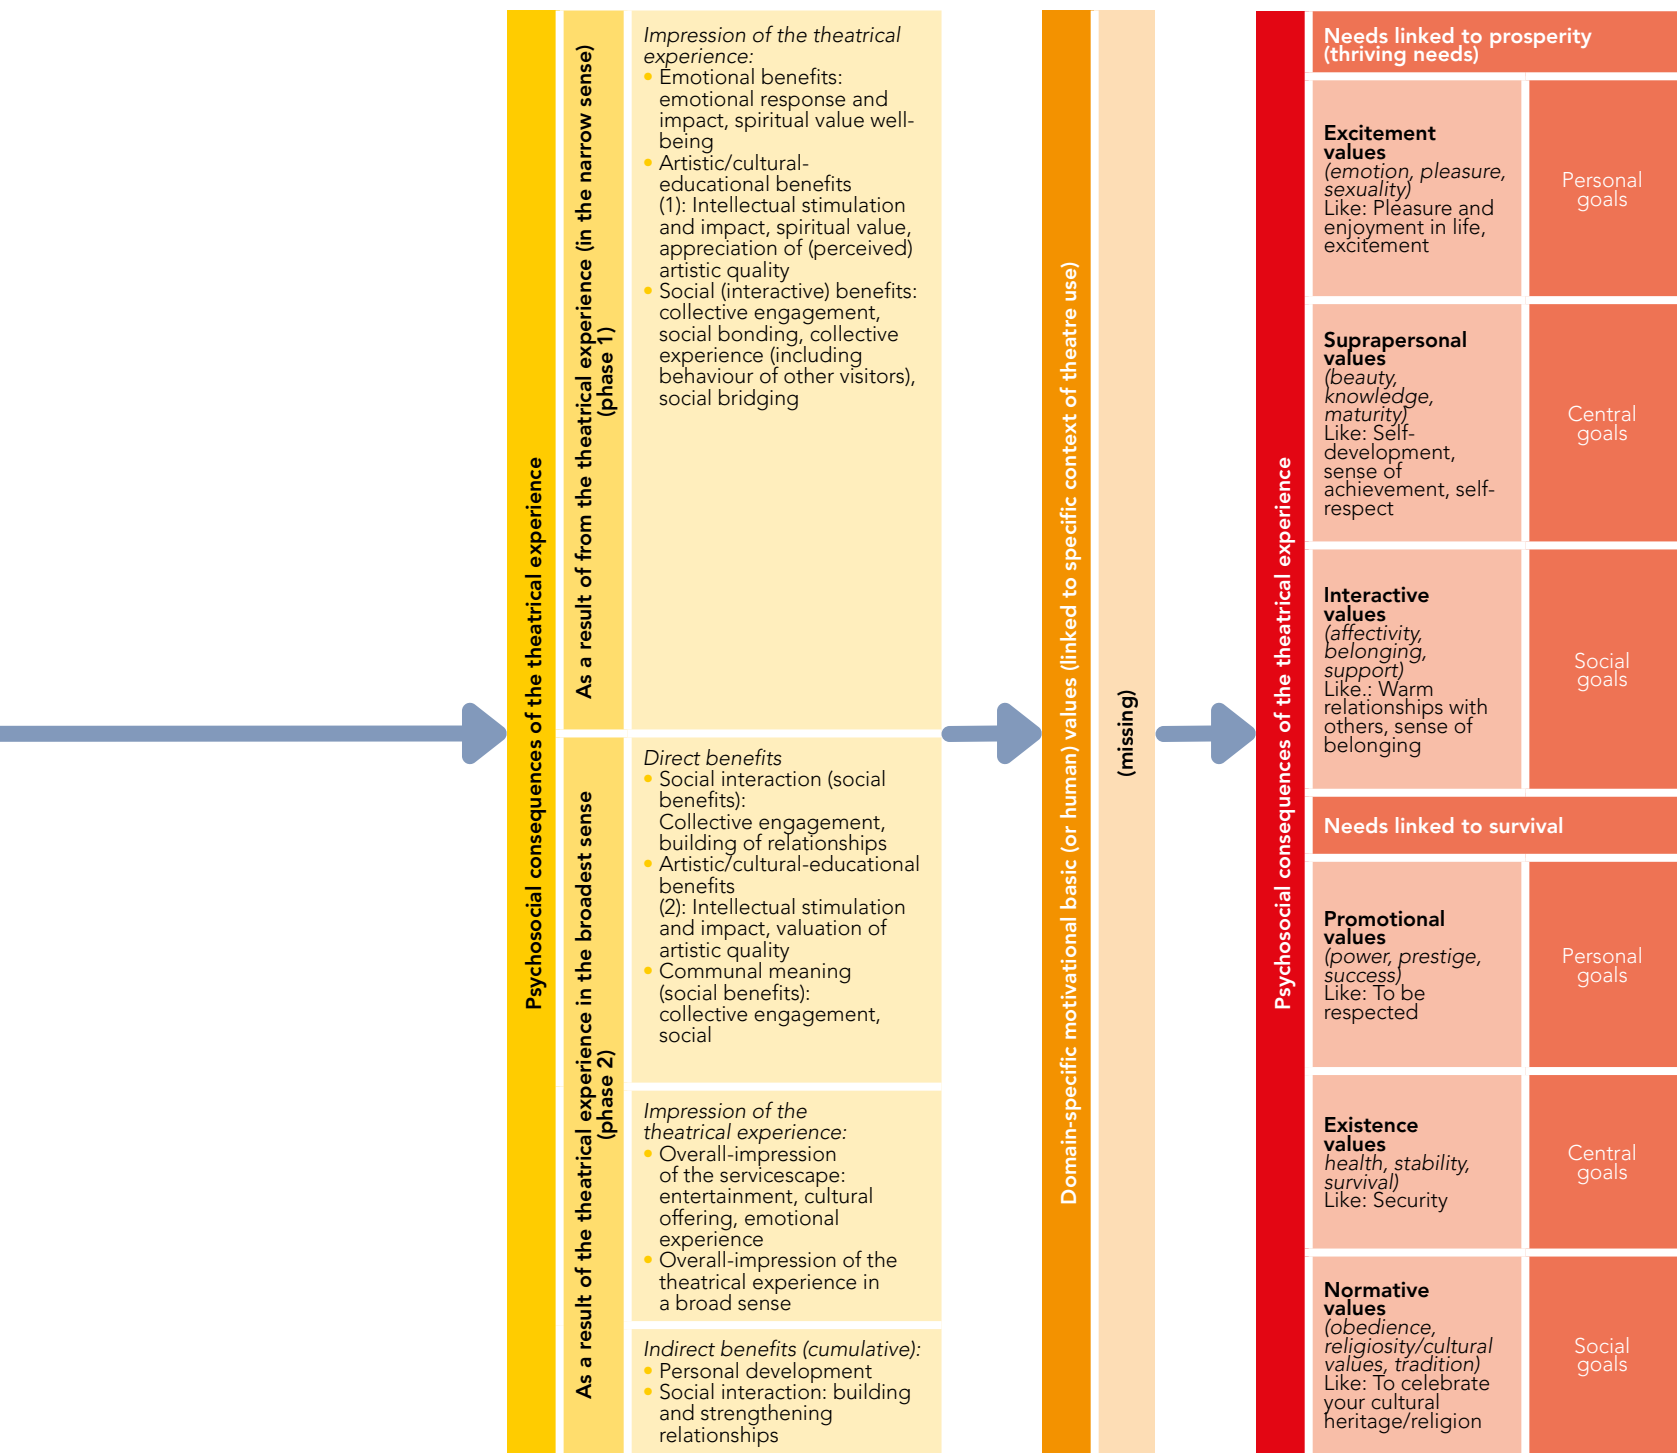 Psychosocial consequences of the theatrical experience
As a result of from the theatrical experience (in the narrow sense)
(phase 1)
Impression of the theatrical
experience:
• Emotional benefits:
emotional response and
impact, spiritual value well-
being
• Artistic/cultural-
educational benefits
(1): Intellectual stimulation
and impact, spiritual value,
appreciation of (perceived)
artistic quality
• Social (interactive) benefits:
collective engagement,
social bonding, collective
experience (including
behaviour of other visitors),
social bridging
As a result of the theatrical experience in the broadest sense
(phase 2)
Direct benefits
• Social interaction (social
benefits):
Collective engagement,
building of relationships
• Artistic/cultural-educational
benefits
(2): Intellectual stimulation
and impact, valuation of
artistic quality
• Communal meaning
(social benefits):
collective engagement,
social
Impression of the
theatrical experience:
• Overall-impression
of the servicescape:
entertainment, cultural
offering, emotional
experience
• Overall-impression of the
theatrical experience in
a broad sense
Indirect benefits (cumulative):
• Personal development
• Social interaction: building
and strengthening
relationships
Domain-specific motivational basic (or human) values (linked to specific context of theatre use)
(missing)
Psychosocial consequences of the theatrical experience
Needs linked to prosperity
(thriving needs)
Excitement
values
(emotion, pleasure,
sexuality)
Like: Pleasure and
enjoyment in life,
excitement
Personal
goals
Suprapersonal
values
(beauty,
knowledge,
maturity)
Like: Self-
development,
sense of
achievement, self-
respect
Central
goals
Interactive
values
(affectivity,
belonging,
support)
Like.: Warm
relationships with
others, sense of
belonging
Social
goals
Needs linked to survival
Promotional
values
(power, prestige,
success)
Like: To be
respected
Personal
goals
Existence
values
health, stability,
survival)
Like: Security
Central
goals
Normative
values
(obedience,
religiosity/cultural
values, tradition)
Like: To celebrate
your cultural
heritage/religion
Social
goals